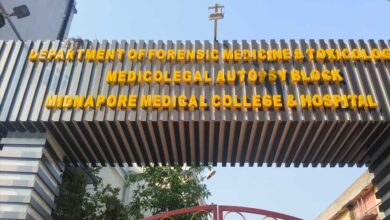 DEPARTMENT OF FORENSIC MEDICINE & TOXICOLOG
MEDICOLEGAL AUTOPSY BLOCK
MIDNAPORE MEDICAL COLLEGE & HOSPITAL